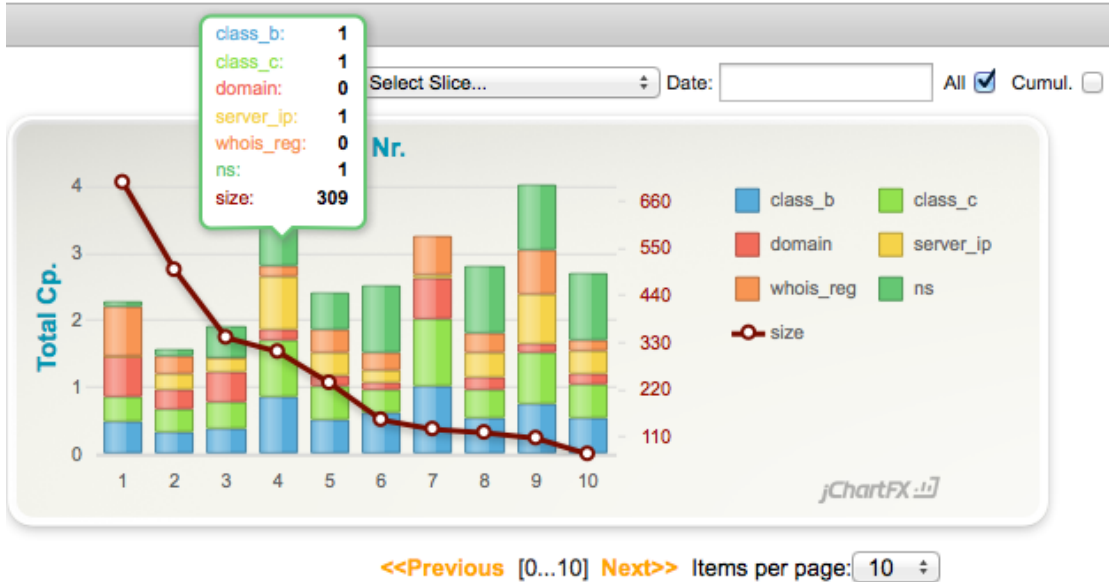 class_b: 1
class_c: 1
domain: 0
server_ip: 1
whois_reg: 0
ns: 1
size: 309
Select Slice... Date: All Cumul.
Nr.
Total Cp.
4
3
2
1
0
660
550
440
330
220
110
1 2 3 4 5 6 7 8 9 10
class_b class_c
domain server_ip
whois_reg ns
size
jChartFX
<<Previous [0...10] Next>> Items per page: 10